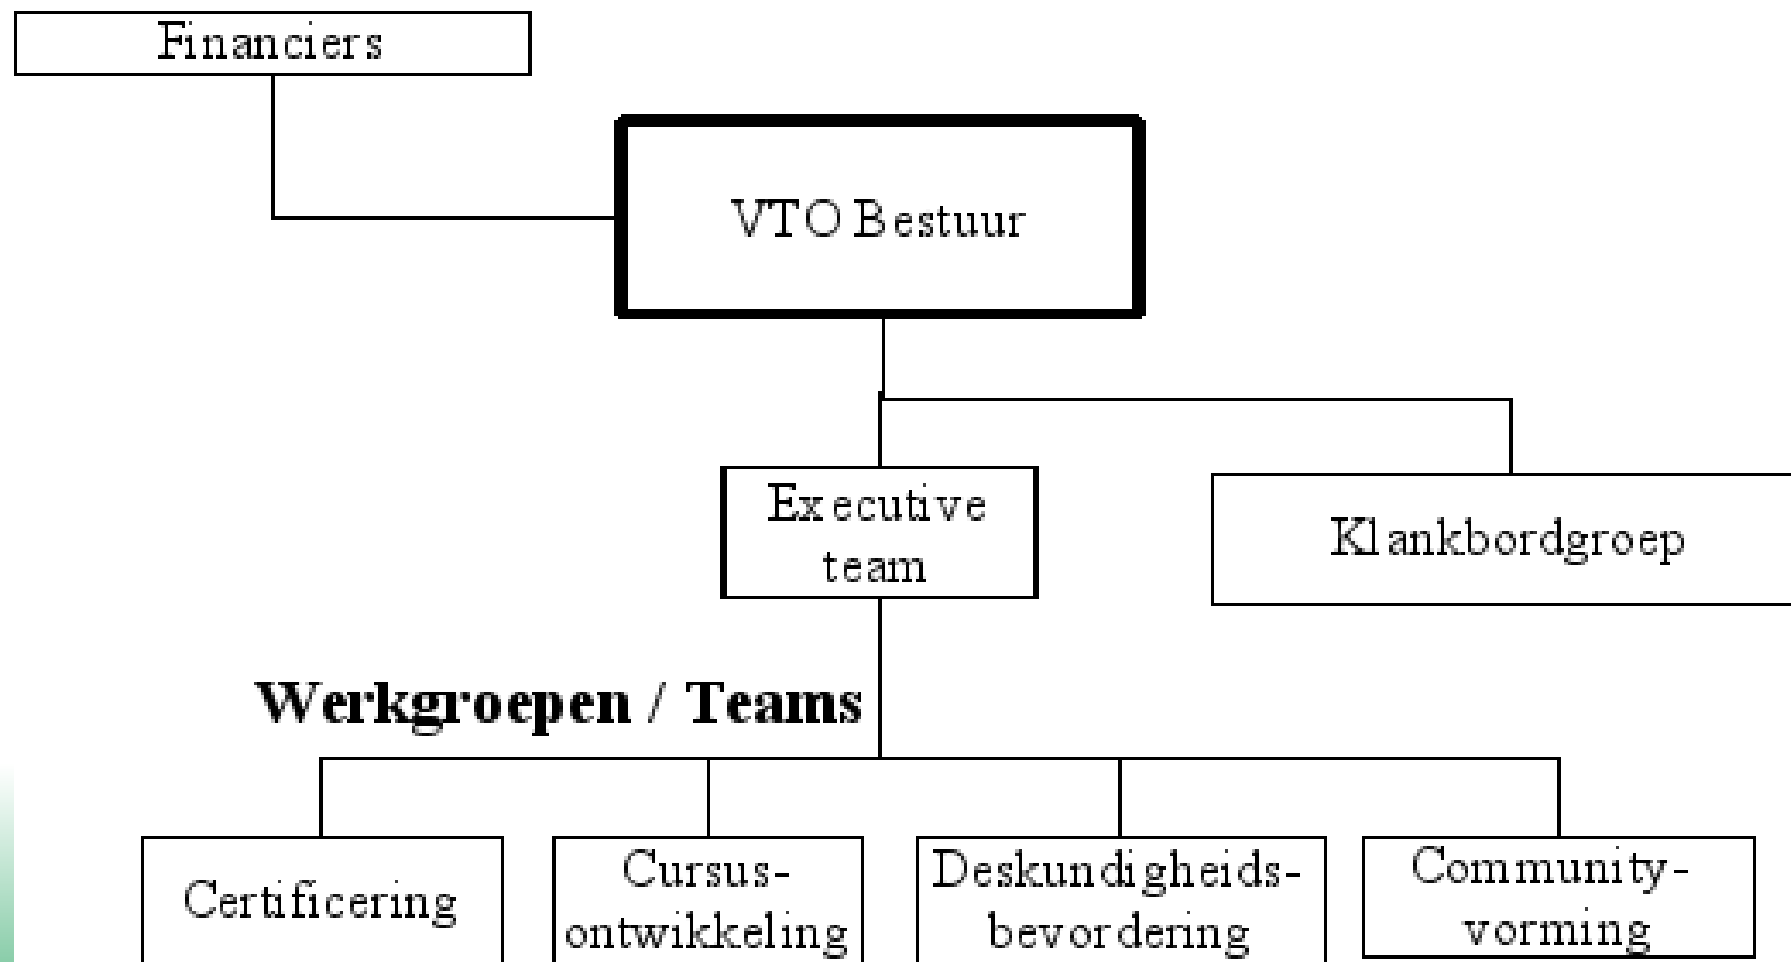 Financiers
VTO Bestuur
Executive
team
Klankbordgroep
Werkgroepen / Teams
Certificering
Cursus-
ontwikkeling
Deskundigheids-
bevordering
Community-
vorming